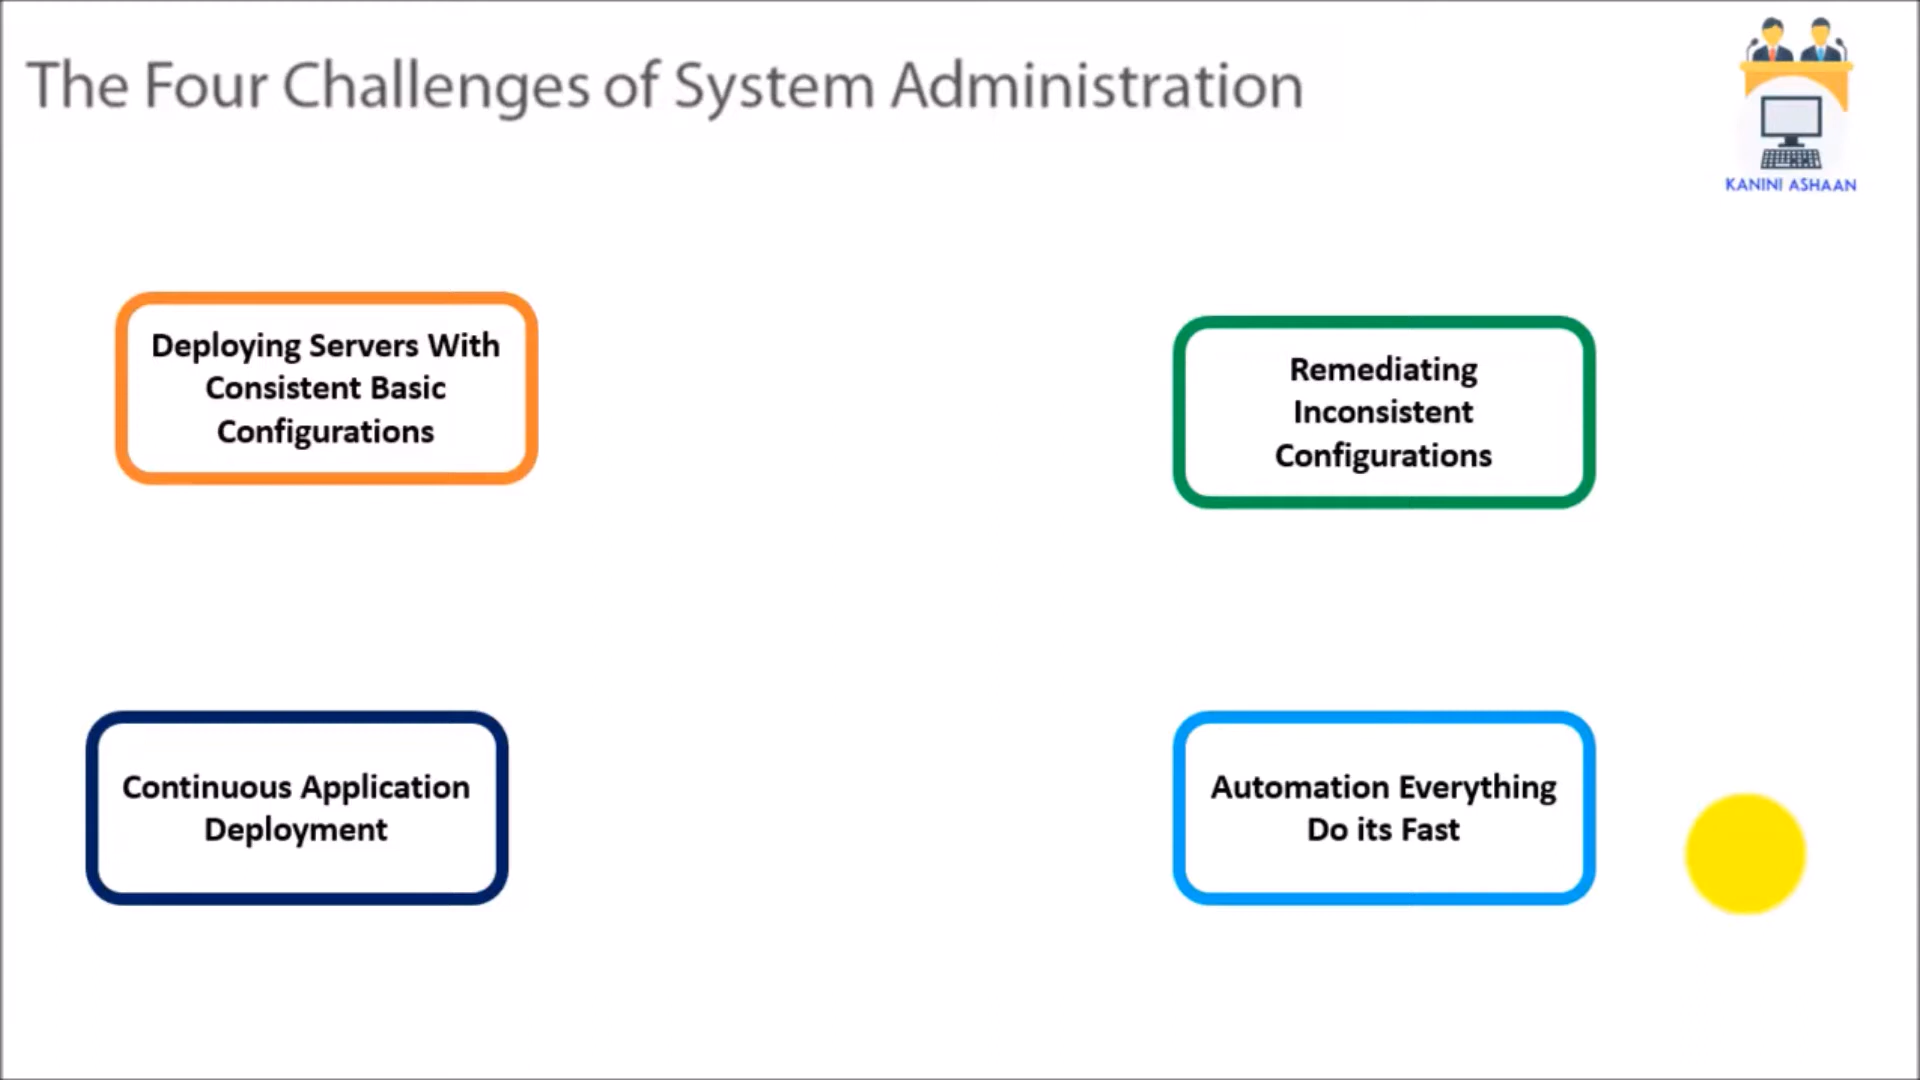 The Four Challenges of System Administration
KANINI ASHAAN
Deploying Servers With
Consistent Basic
Configurations
Remediating
Inconsistent
Configurations
Continuous Application
Deployment
Automation Everything
Do its Fast